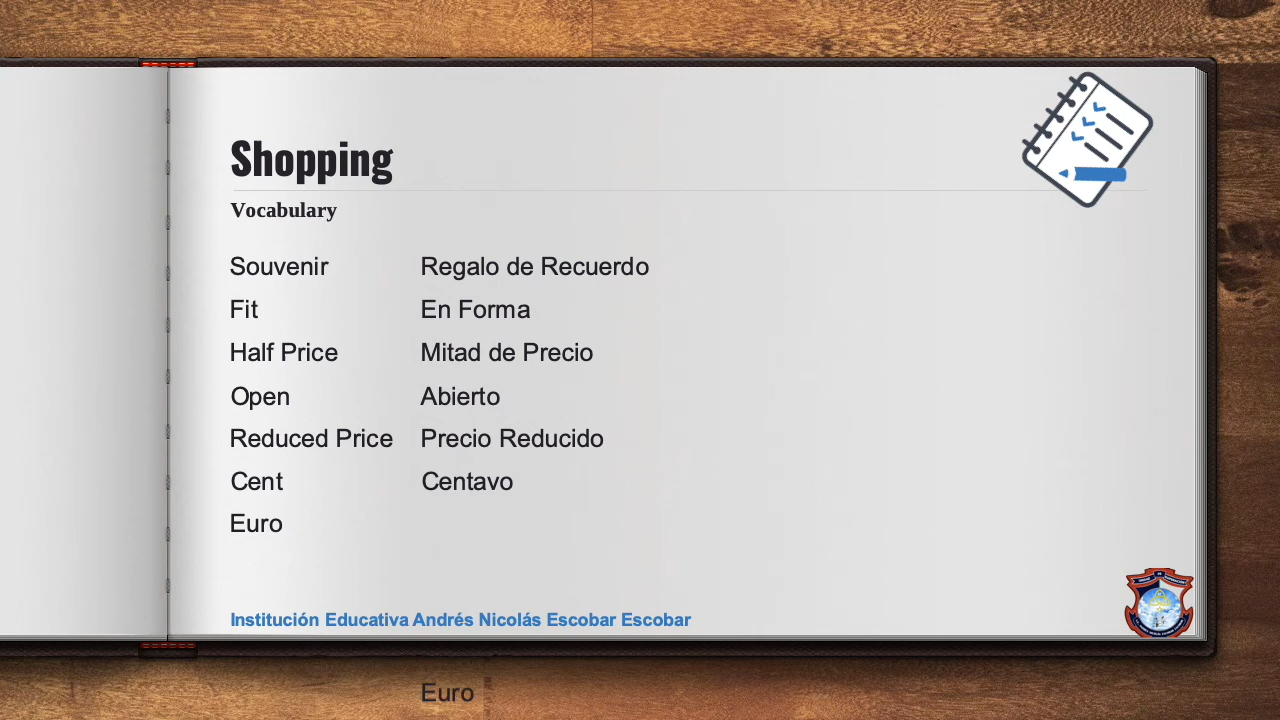 Shopping
Vocabulary
Souvenir Regalo de Recuerdo
Fit En Forma
Half Price Mitad de Precio
Open Abierto
Reduced Price Precio Reducido
Cent Centavo
Euro
Institución Educativa Andrés Nicolás Escobar Escobar
Euro